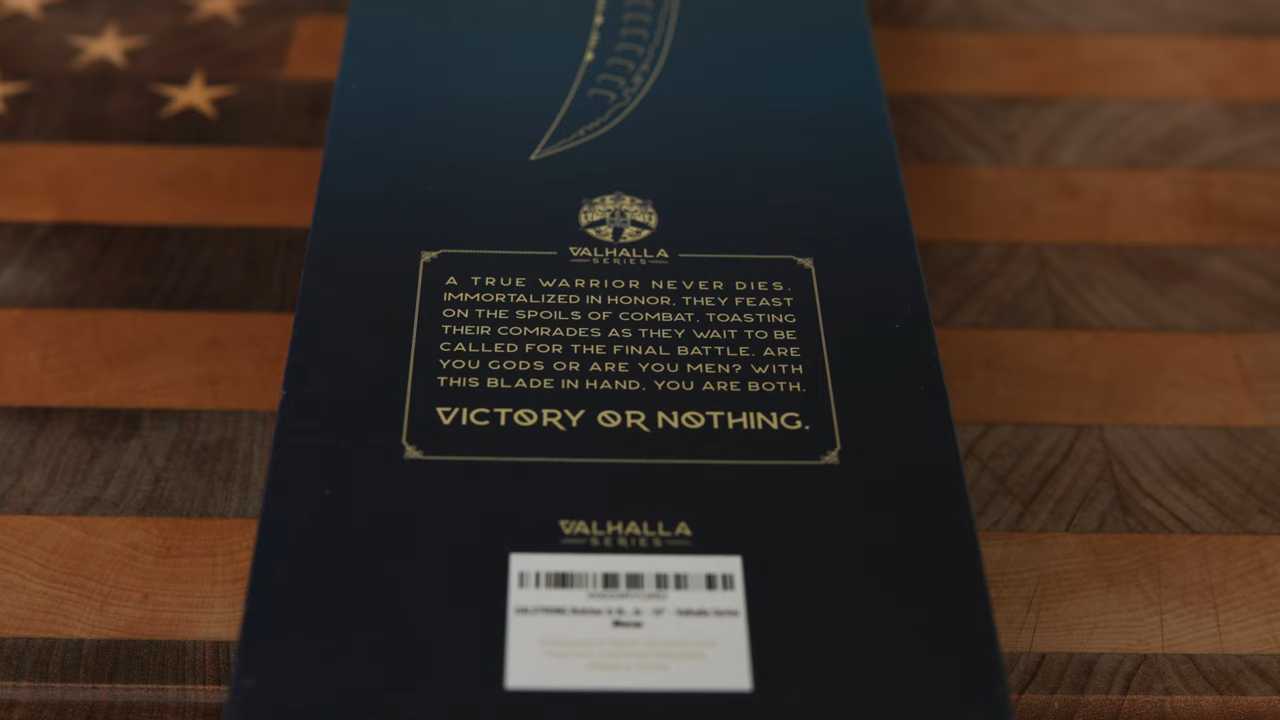 VALHALLA
SERIES
A TRUE WARRIOR NEVER DIES.
IMMORTALIZED IN HONOR, THEY FEAST
ON THE SPOILS OF COMBAT, TOASTING
THEIR COMRADES AS THEY WAIT TO BE
CALLED FOR THE FINAL BATTLE. ARE
YOU GODS OR ARE YOU MEN? WITH
THIS BLADE IN HAND, YOU ARE BOTH.
VICTORY OR NOTHING.
VALHALLA
SERIES
Valhalla Series